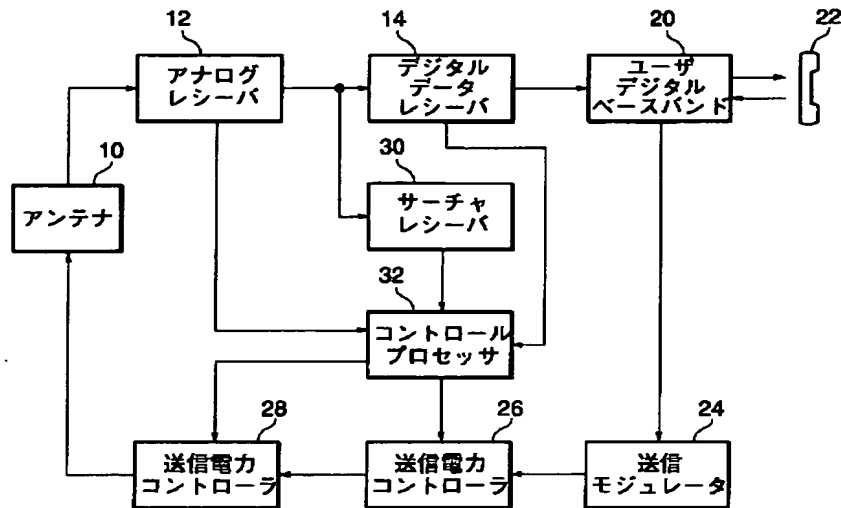 12
アナログ
レシーバ
14
デジタル
データ
レシーバ
20
ユーザ
デジタル
ベースバンド
22
10
アンテナ
30
サーチャ
レシーバ
32
コントロール
プロセッサ
28
送信電力
コントローラ
26
送信電力
コントローラ
24
送信
モジュレータ